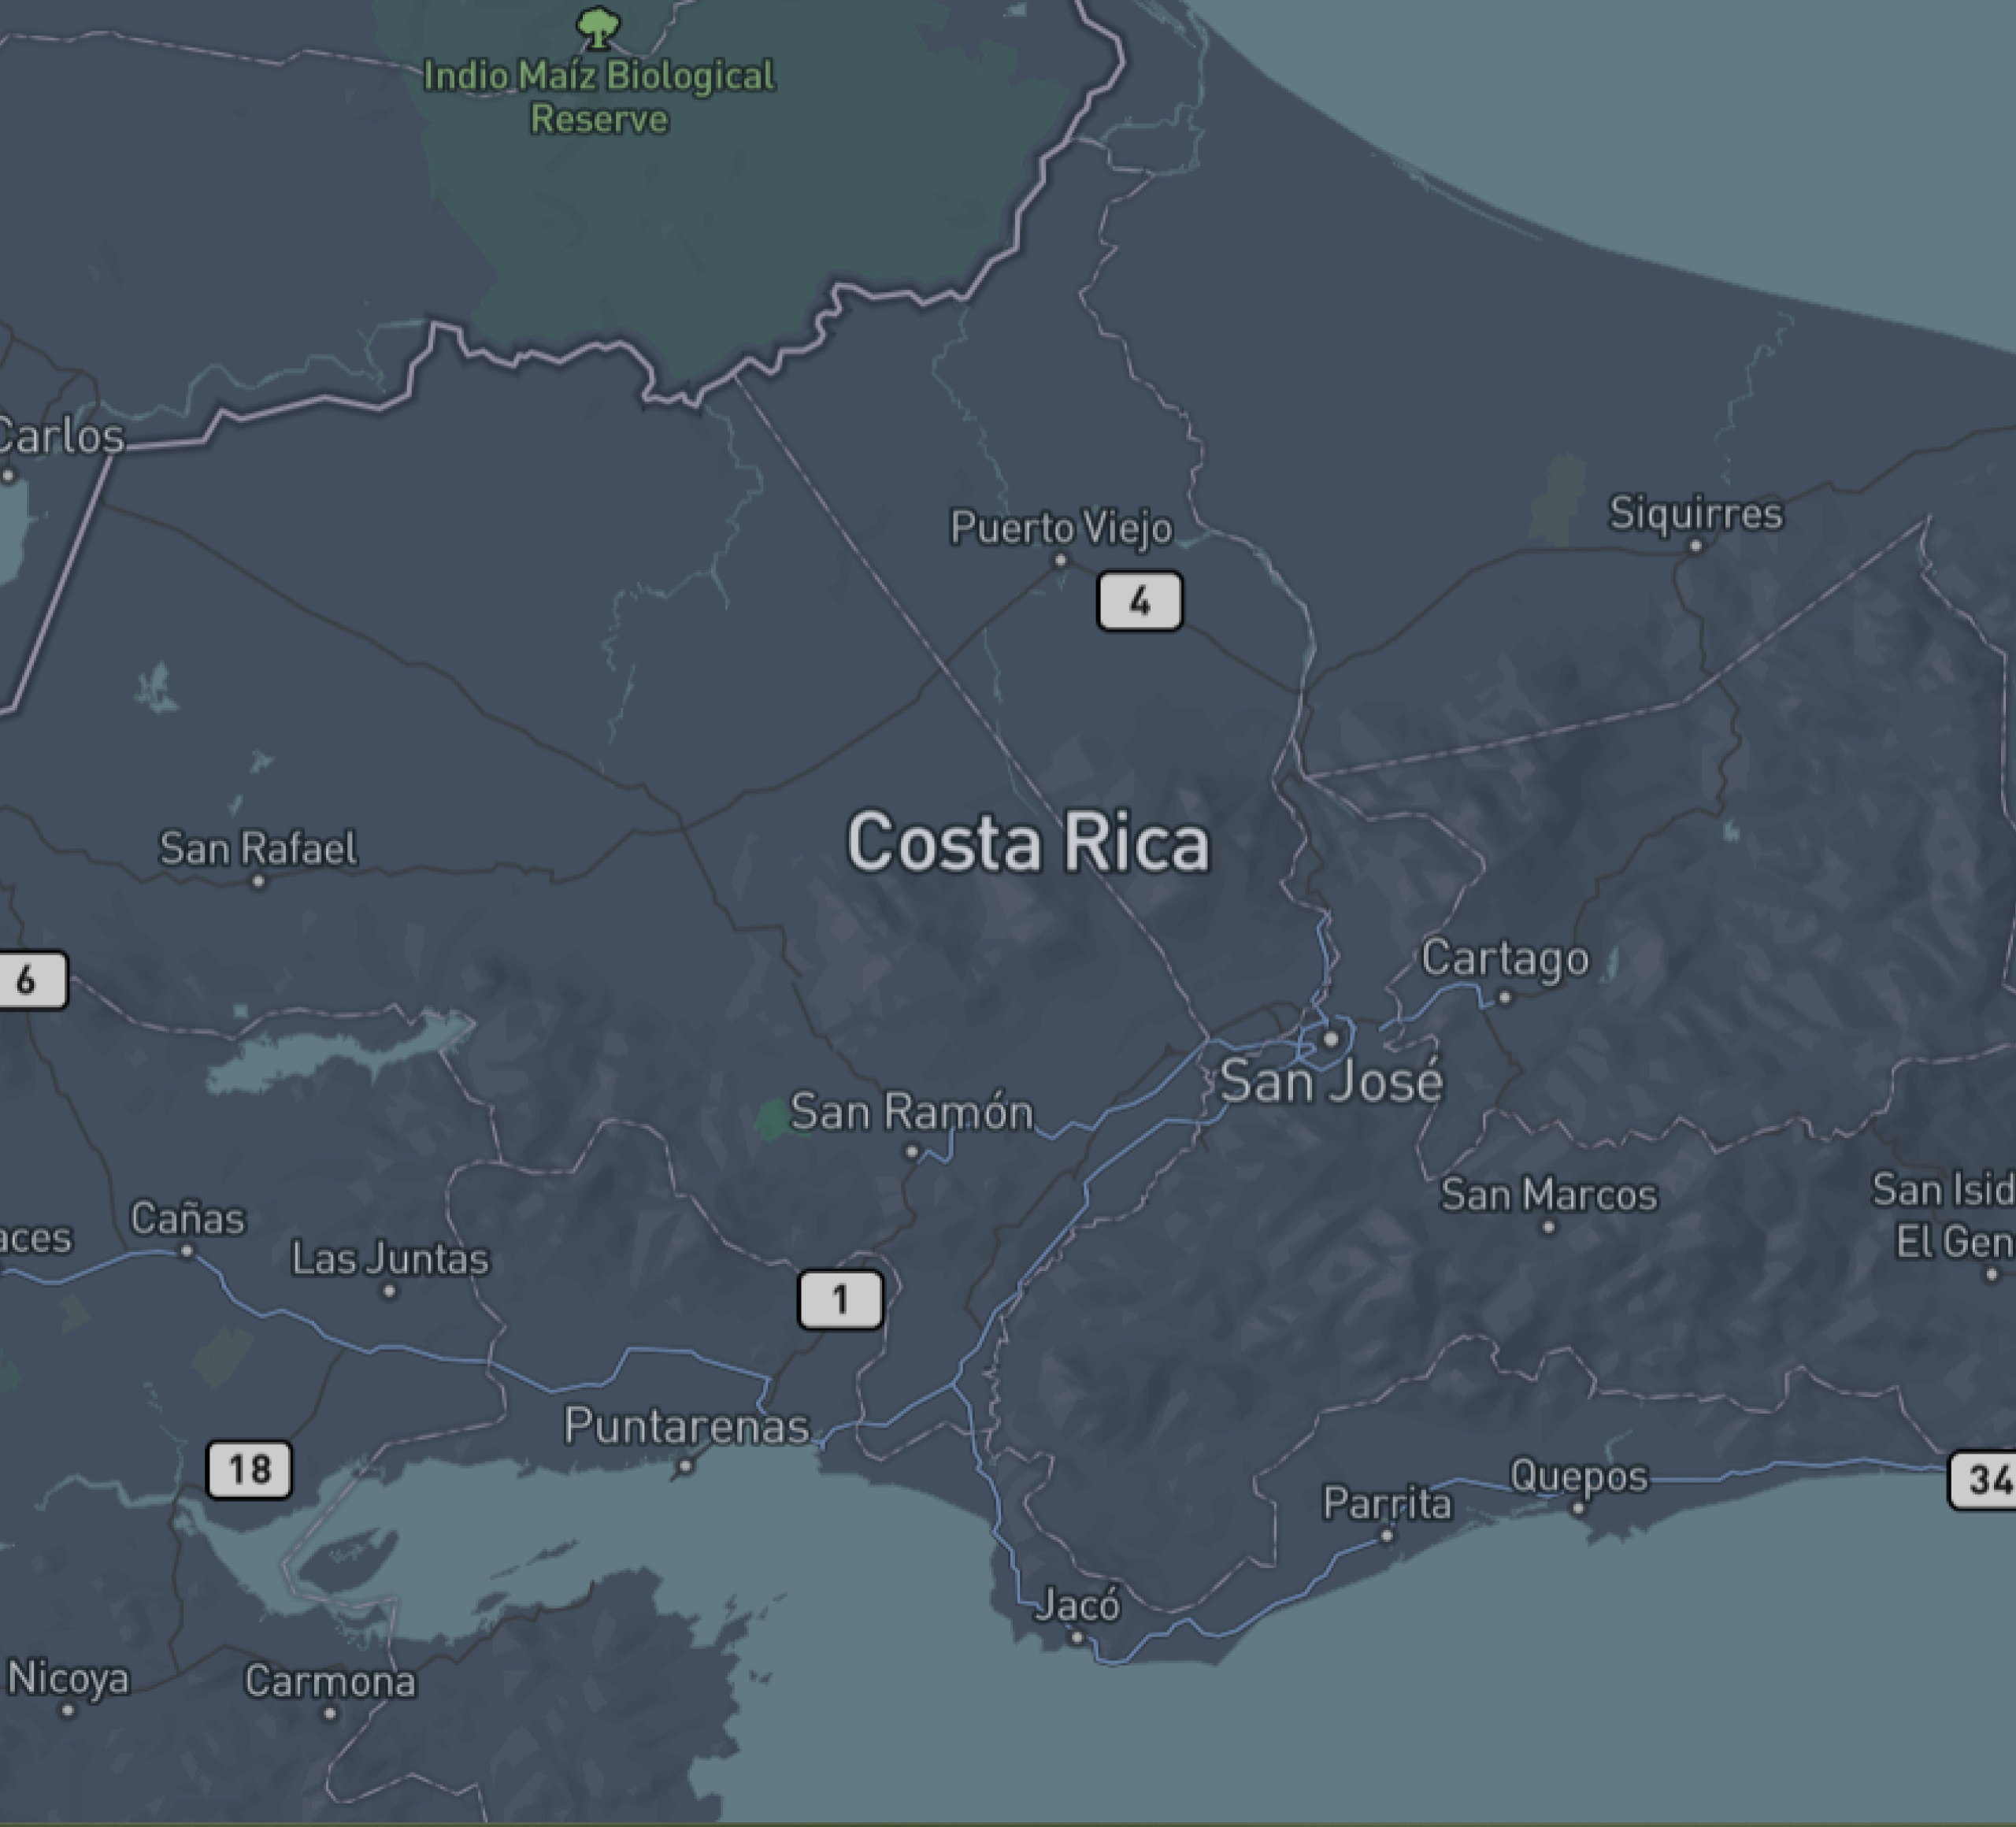 Indio Maíz Biological
Reserve
Carlos
Puerto Viejo
Siquirres
4
San Rafael
Costa Rica
6
Cartago
San José
San Ramón
San Marcos
San Isid
El Gen
Cañas
aces
Las Juntas
1
Puntarenas
18
Quepos
34
Parrita
Jacó
Nicoya
Carmona